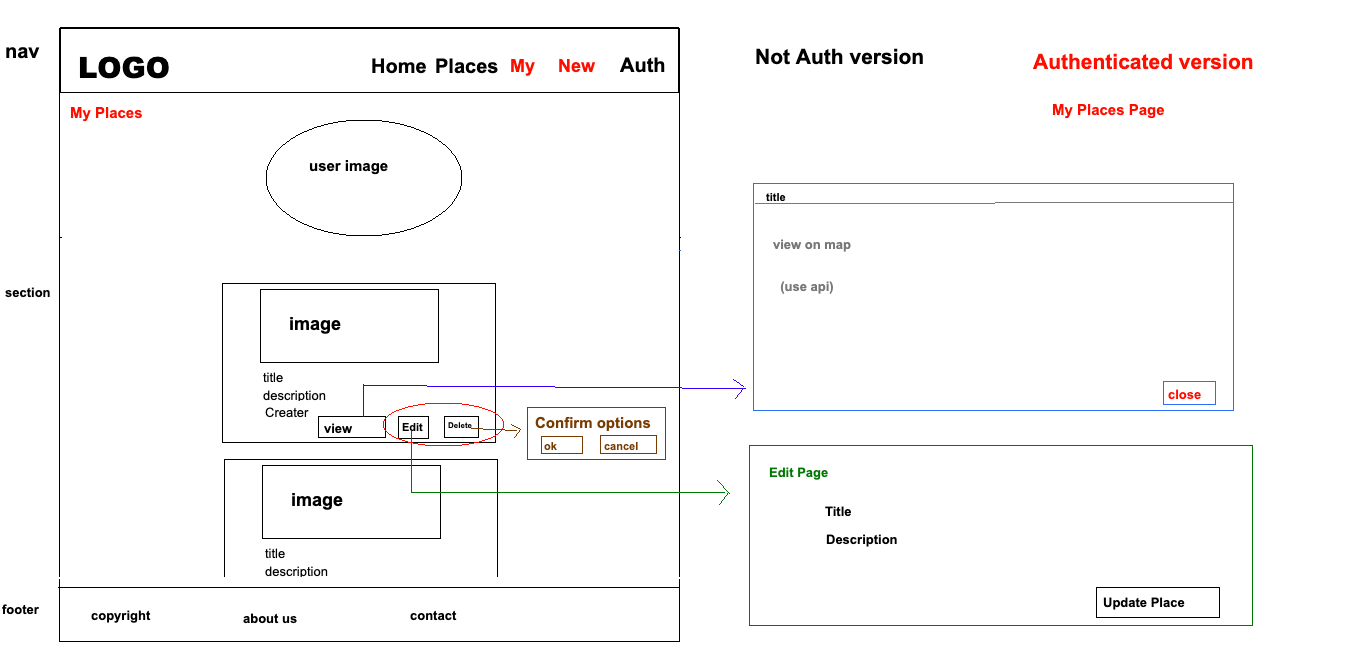 nav
LOGO
Home Places My New Auth
Not Auth version
Authenticated version
My Places
My Places Page
user image
section
image
title
description
Creater
view
Edit
Delete
Confirm options
ok
cancel
image
title
description
title
view on map
(use api)
close
Edit Page
Title
Description
Update Place
footer
copyright
about us
contact